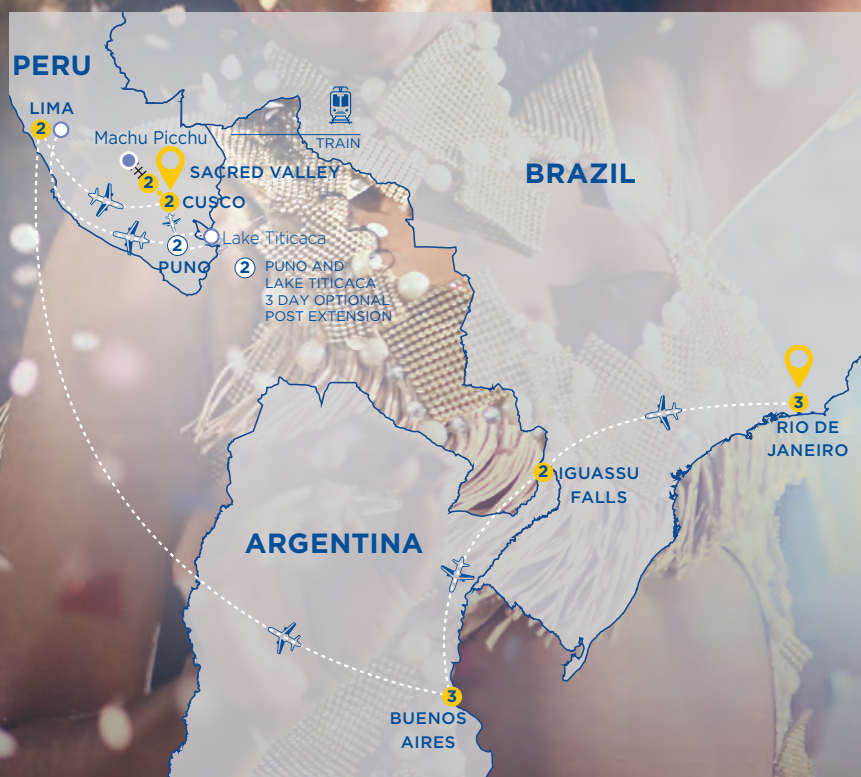 PERU
LIMA
2
Machu Picchu
TRAIN
2
SACRED VALLEY
2
CUSCO
2
Lake Titicaca
PUNO
2
PUNO AND
LAKE TITICACA
3 DAY OPTIONAL
POST EXTENSION
BRAZIL
3
RIO DE
JANEIRO
2
IGUASSU
FALLS
ARGENTINA
3
BUENOS
AIRES